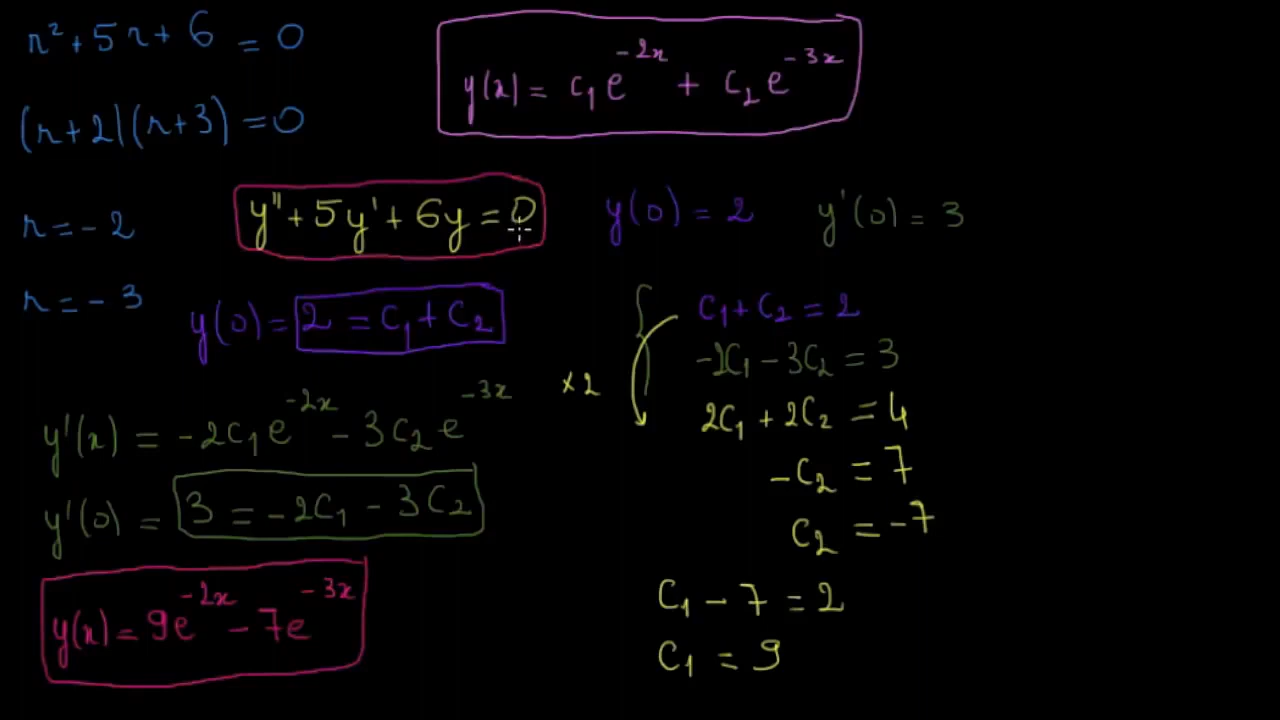 r² + 5r + 6 = 0
(r+2)(r+3) = 0
r = -2
r = -3
y(x) = c₁e^{-2x} + c₂e^{-3x}
y'' + 5y' + 6y = 0
y(0) = 2
y'(0) = 3
y(0) = 2 = C₁ + C₂
y'(x) = -2c₁e^{-2x} - 3c₂e^{-3x}
y'(0) = 3 = -2C₁ - 3C₂
y(x) = 9e^{-2x} - 7e^{-3x}
C₁ + C₂ = 2
-2C₁ - 3C₂ = 3
×2
2C₁ + 2C₂ = 4
-C₂ = 7
C₂ = -7
C₁ - 7 = 2
C₁ = 9